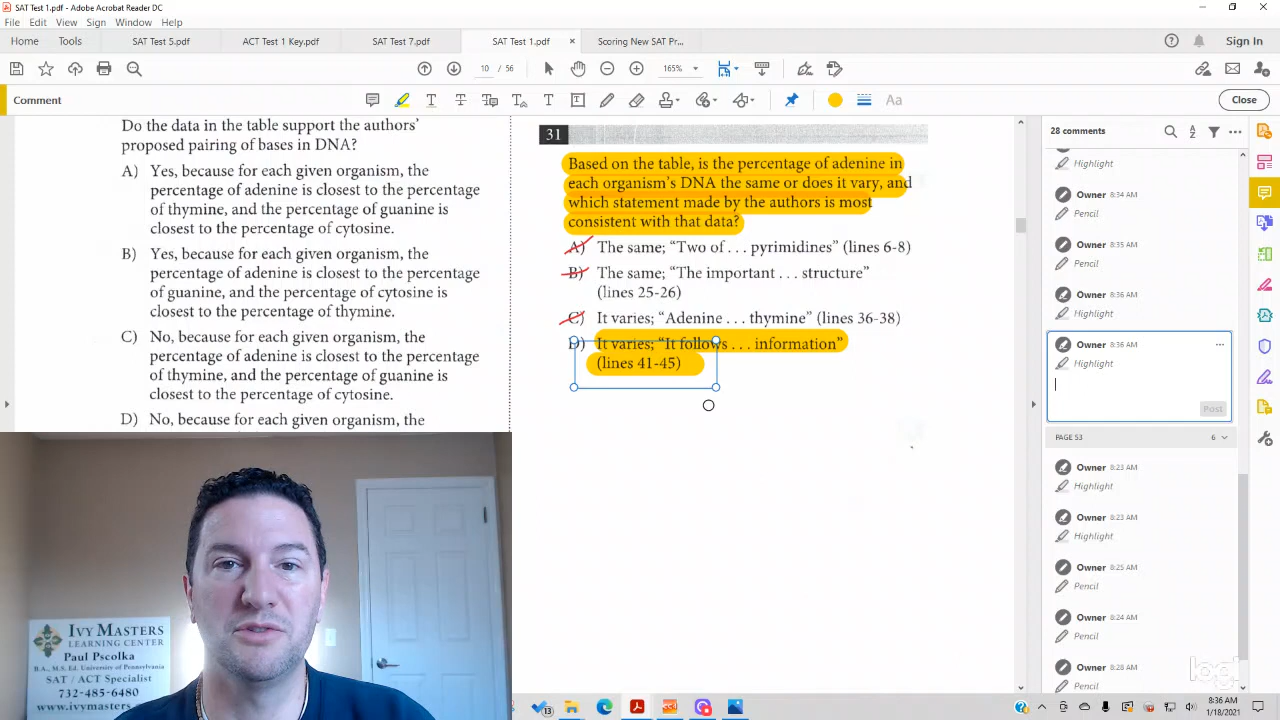 SAT Test 1.pdf - Adobe Acrobat Reader DC
File Edit View Sign Window Help
Home Tools SAT Test 5.pdf ACT Test 1 Key.pdf SAT Test 7.pdf SAT Test 1.pdf × Scoring New SAT Pr... Sign In
10 / 56 165%
Comment Aa Close
Do the data in the table support the authors’
proposed pairing of bases in DNA?
A) Yes, because for each given organism, the
percentage of adenine is closest to the percentage
of thymine, and the percentage of guanine is
closest to the percentage of cytosine.
B) Yes, because for each given organism, the
percentage of adenine is closest to the percentage
of guanine, and the percentage of cytosine is
closest to the percentage of thymine.
C) No, because for each given organism, the
percentage of adenine is closest to the percentage
of thymine, and the percentage of guanine is
closest to the percentage of cytosine.
D) No, because for each given organism, the
31
Based on the table, is the percentage of adenine in
each organism’s DNA the same or does it vary, and
which statement made by the authors is most
consistent with that data?
A) The same; “Two of . . . pyrimidines” (lines 6-8)
B) The same; “The important . . . structure”
(lines 25-26)
C) It varies; “Adenine . . . thymine” (lines 36-38)
D) It varies; “It follows . . . information”
(lines 41-45)
28 comments
Highlight
Owner 8:34 AM
Pencil
Owner 8:35 AM
Pencil
Owner 8:36 AM
Highlight
Owner 8:36 AM
Highlight
Post
PAGE 53 6
Owner 8:23 AM
Highlight
Owner 8:23 AM
Highlight
Owner 8:25 AM
Pencil
Owner 8:24 AM
Pencil
Owner 8:28 AM
Pencil
IVY MASTERS
LEARNING CENTER
Paul Pscolka
B.A., M.S. Ed. University of Pennsylvania
SAT / ACT Specialist
732-485-6480
www.ivymasters.
logi
13
8:36 AM
1/18/2021